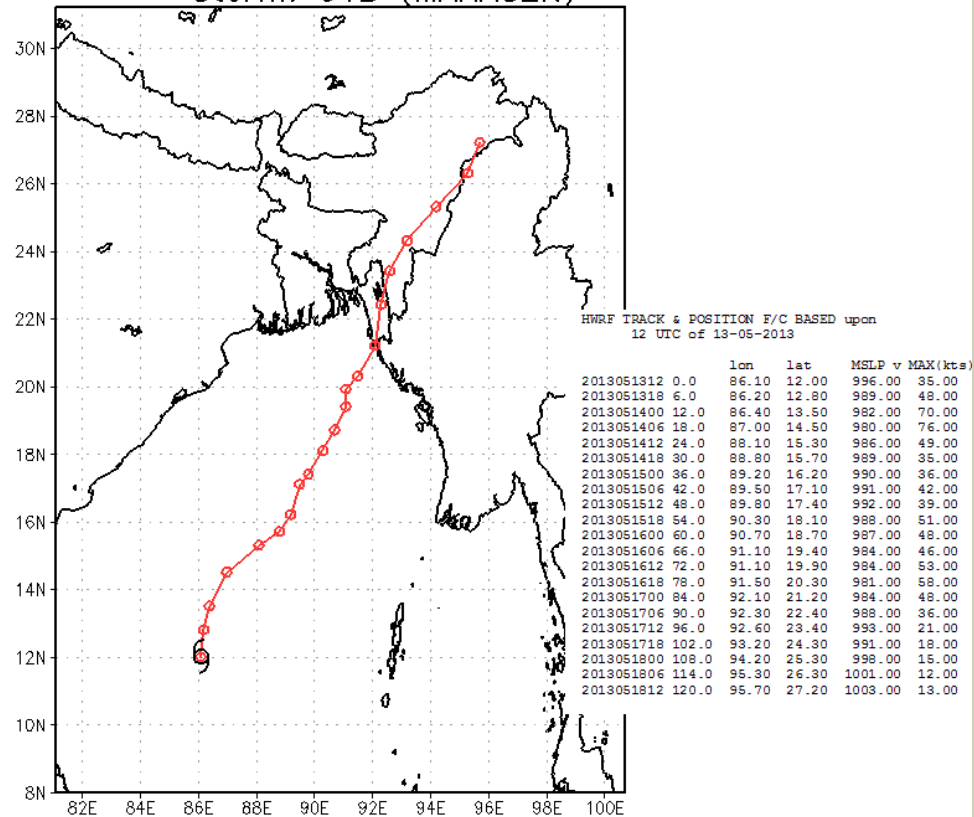 30N
28N
26N
24N
22N
20N
18N
16N
14N
12N
10N
8N
82E 84E 86E 88E 90E 92E 94E 96E 98E 100E
HWRF TRACK & POSITION F/C BASED upon
12 UTC of 13-05-2013
lon lat MSLP v MAX(kts)
2013051312 0.0 86.10 12.00 996.00 35.00
2013051318 6.0 86.20 12.80 989.00 48.00
2013051400 12.0 86.40 13.50 982.00 70.00
2013051406 18.0 87.00 14.50 980.00 76.00
2013051412 24.0 88.10 15.30 986.00 49.00
2013051418 30.0 88.80 15.70 989.00 35.00
2013051500 36.0 89.20 16.20 990.00 36.00
2013051506 42.0 89.50 17.10 991.00 42.00
2013051512 48.0 89.80 17.40 992.00 39.00
2013051518 54.0 90.30 18.10 988.00 51.00
2013051600 60.0 90.70 18.70 987.00 48.00
2013051606 66.0 91.10 19.40 984.00 46.00
2013051612 72.0 91.10 19.90 984.00 53.00
2013051618 78.0 91.50 20.30 981.00 58.00
2013051700 84.0 92.10 21.20 984.00 48.00
2013051706 90.0 92.30 22.40 988.00 36.00
2013051712 96.0 92.60 23.40 993.00 21.00
2013051718 102.0 93.20 24.30 991.00 18.00
2013051800 108.0 94.20 25.30 998.00 15.00
2013051806 114.0 95.30 26.30 1001.00 12.00
2013051812 120.0 95.70 27.20 1003.00 13.00